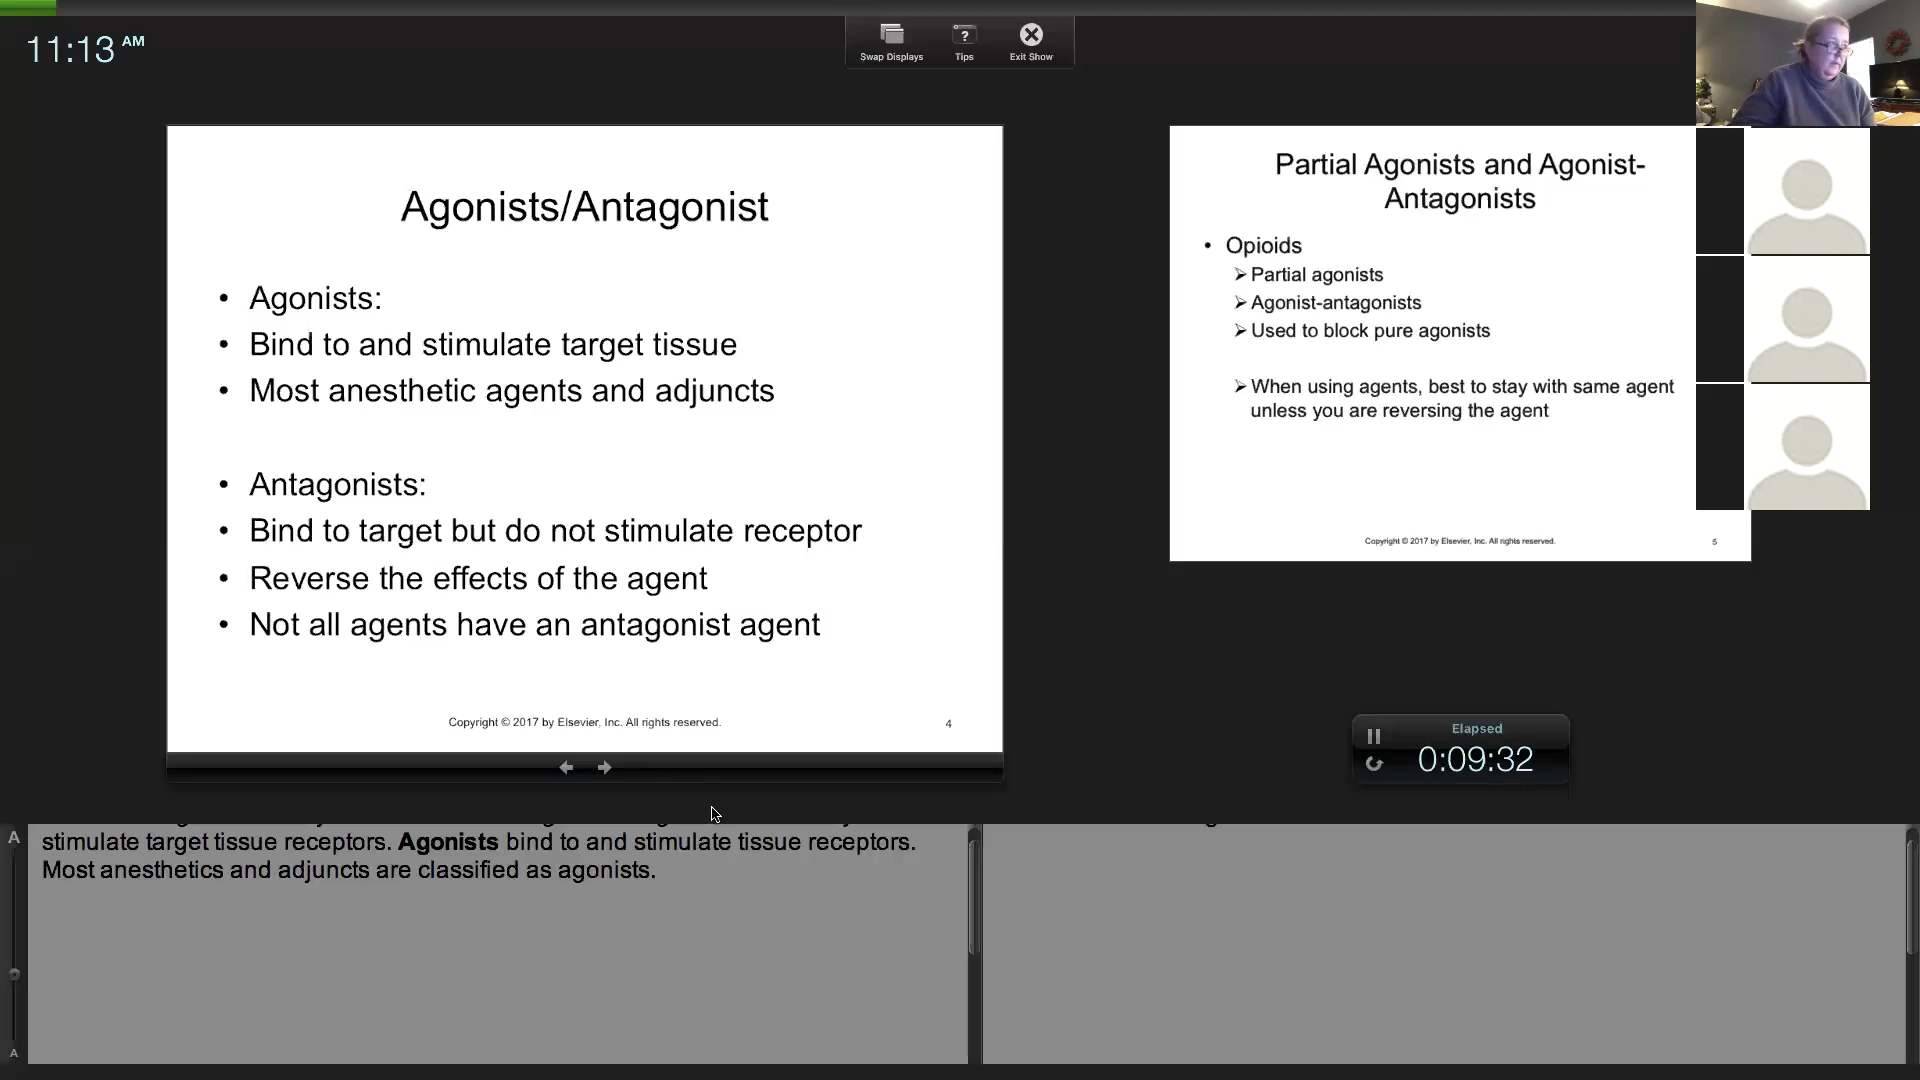 11:13 AM
Swap Displays
Tips
Exit Show
Agonists/Antagonist
• Agonists:
• Bind to and stimulate target tissue
• Most anesthetic agents and adjuncts
• Antagonists:
• Bind to target but do not stimulate receptor
• Reverse the effects of the agent
• Not all agents have an antagonist agent
Copyright © 2017 by Elsevier, Inc. All rights reserved.
4
Partial Agonists and Agonist-
Antagonists
• Opioids
➢ Partial agonists
➢ Agonist-antagonists
➢ Used to block pure agonists
➢ When using agents, best to stay with same agent
unless you are reversing the agent
Copyright © 2017 by Elsevier, Inc. All rights reserved.
5
Elapsed
0:09:32
A
stimulate target tissue receptors. Agonists bind to and stimulate tissue receptors.
Most anesthetics and adjuncts are classified as agonists.
A